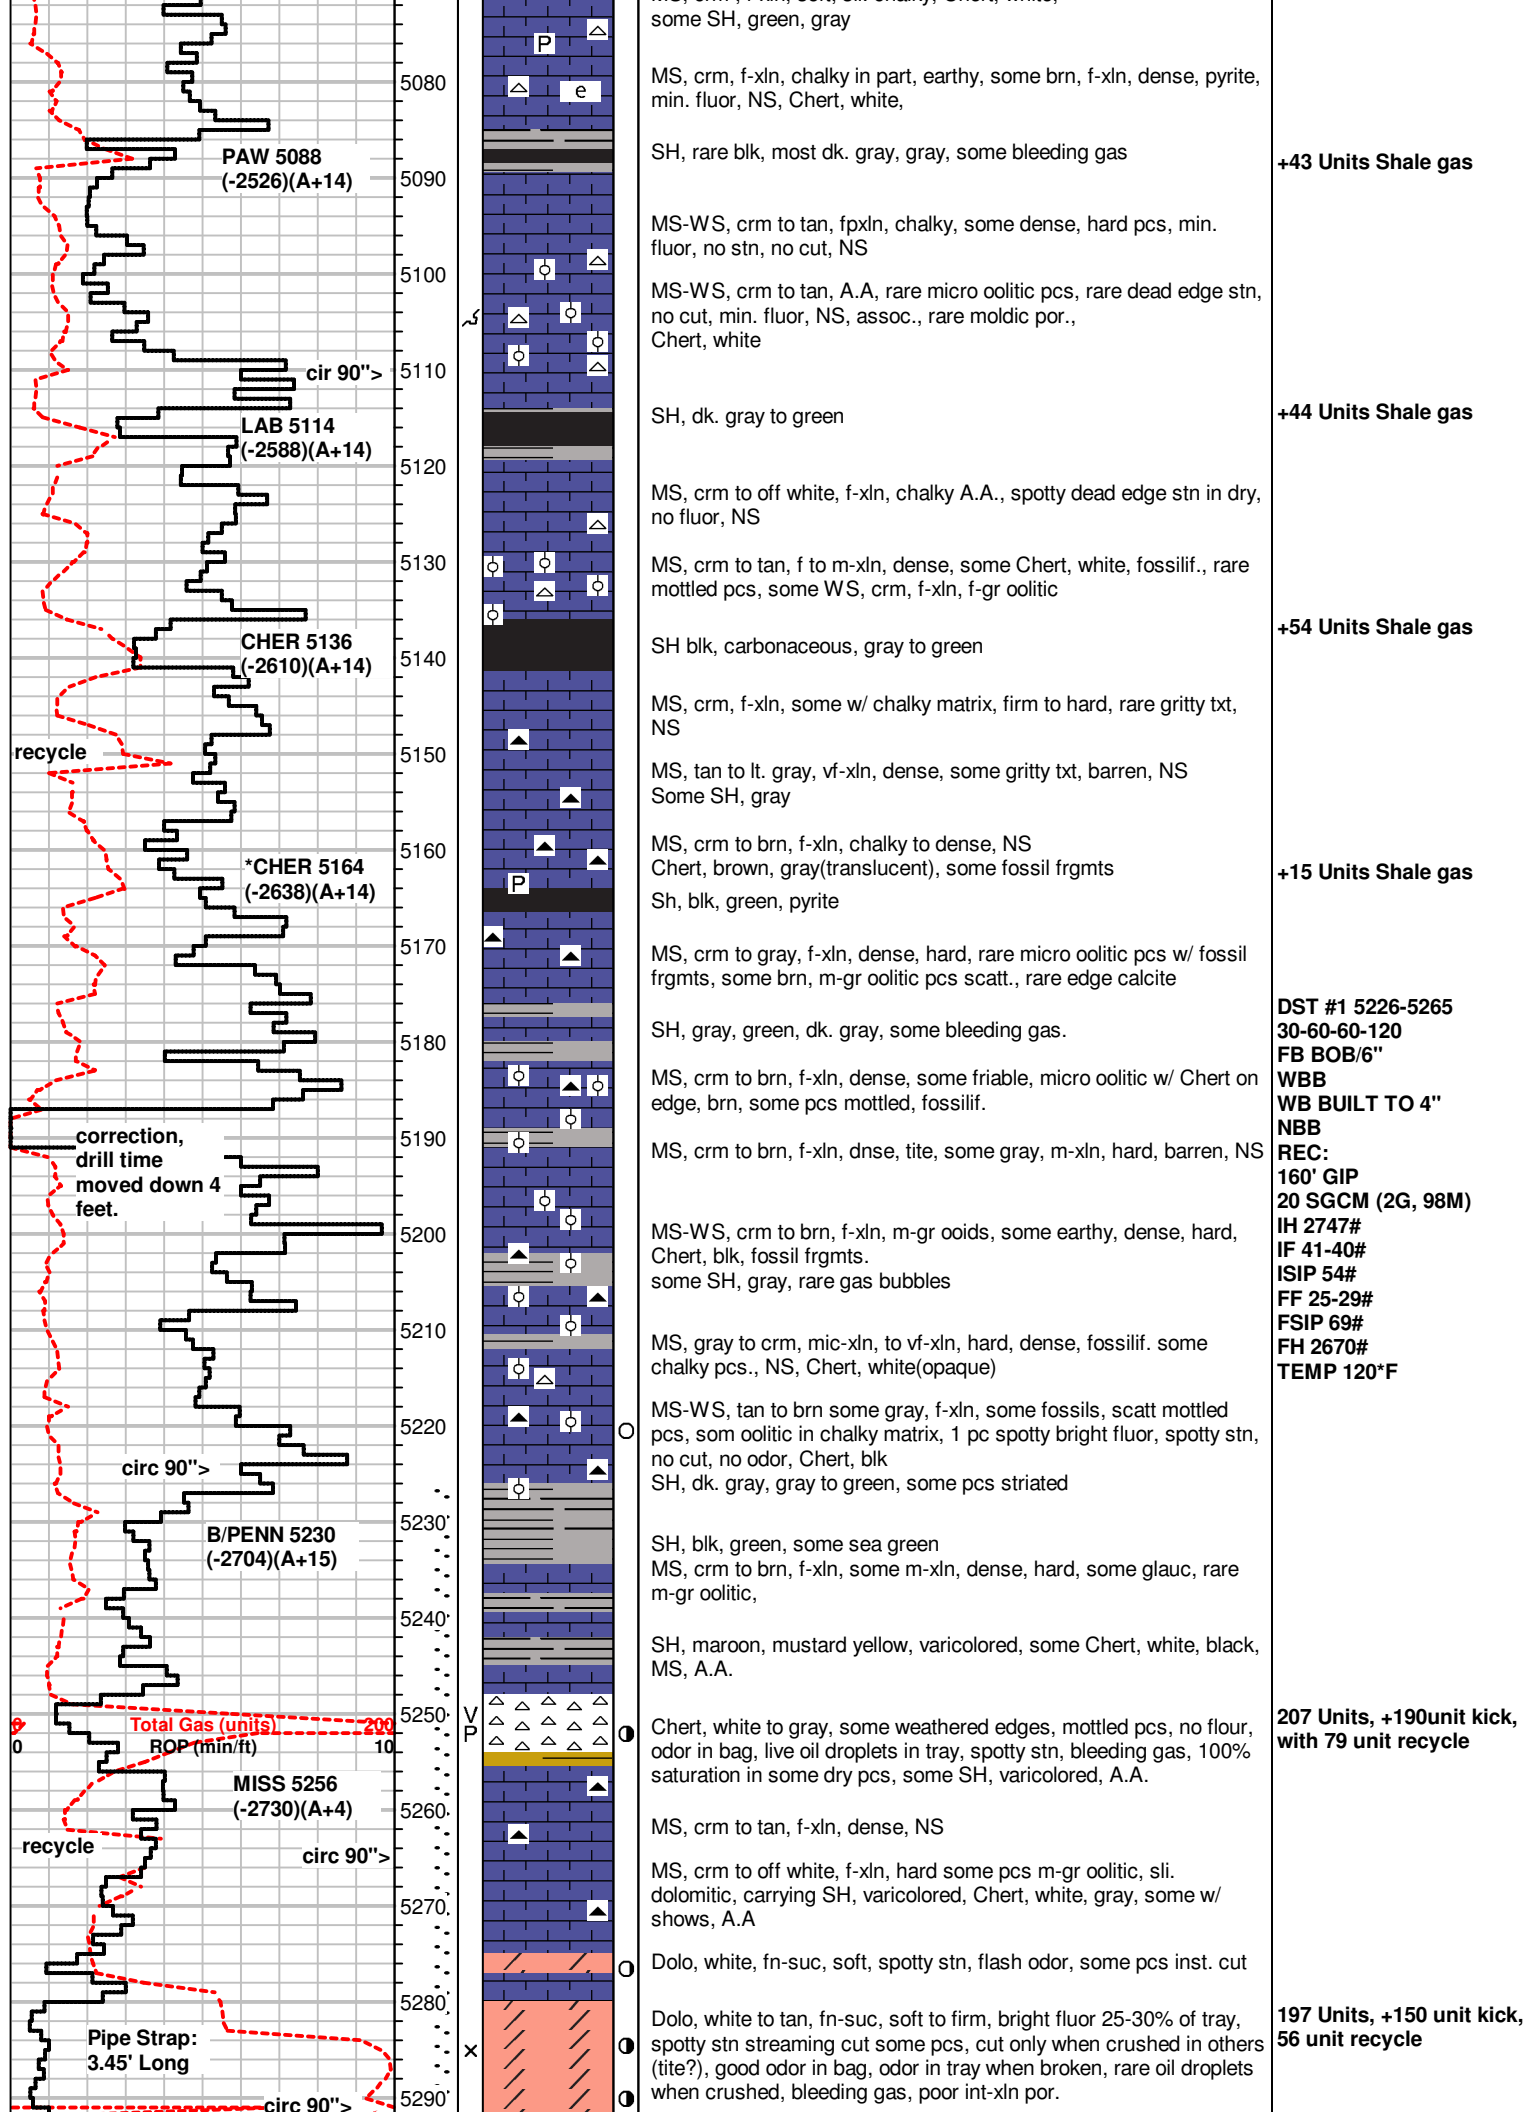 some SH, green, gray
P
5080
e
MS, crm, f-xln, chalky in part, earthy, some brn, f-xln, dense, pyrite,
min. fluor, NS, Chert, white,
PAW 5088
(-2526)(A+14)
5090
SH, rare blk, most dk. gray, gray, some bleeding gas
+43 Units Shale gas
MS-WS, crm to tan, fpxln, chalky, some dense, hard pcs, min.
fluor, no stn, no cut, NS
5100
MS-WS, crm to tan, A.A, rare micro oolitic pcs, rare dead edge stn,
no cut, min. fluor, NS, assoc., rare moldic por.,
Chert, white
cir 90">
5110
LAB 5114
(-2588)(A+14)
SH, dk. gray to green
+44 Units Shale gas
5120
MS, crm to off white, f-xln, chalky A.A., spotty dead edge stn in dry,
no fluor, NS
5130
MS, crm to tan, f to m-xln, dense, some Chert, white, fossilif., rare
mottled pcs, some WS, crm, f-xln, f-gr oolitic
CHER 5136
(-2610)(A+14)
5140
SH blk, carbonaceous, gray to green
+54 Units Shale gas
MS, crm, f-xln, some w/ chalky matrix, firm to hard, rare gritty txt,
NS
recycle
5150
MS, tan to lt. gray, vf-xln, dense, some gritty txt, barren, NS
Some SH, gray
5160
MS, crm to brn, f-xln, chalky to dense, NS
Chert, brown, gray(translucent), some fossil frgmts
*CHER 5164
(-2638)(A+14)
P
+15 Units Shale gas
Sh, blk, green, pyrite
5170
MS, crm to gray, f-xln, dense, hard, rare micro oolitic pcs w/ fossil
frgmts, some brn, m-gr oolitic pcs scatt., rare edge calcite
5180
SH, gray, green, dk. gray, some bleeding gas.
MS, crm to brn, f-xln, dense, some friable, micro oolitic w/ Chert on
edge, brn, some pcs mottled, fossilif.
DST #1 5226-5265
30-60-60-120
FB BOB/6"
WBB
WB BUILT TO 4"
NBB
REC:
160' GIP
20 SGCM (2G, 98M)
IH 2747#
IF 41-40#
ISIP 54#
FF 25-29#
FSIP 69#
FH 2670#
TEMP 120*F
correction,
drill time
moved down 4
feet.
5190
MS, crm to brn, f-xln, dnse, tite, some gray, m-xln, hard, barren, NS
5200
MS-WS, crm to brn, f-xln, m-gr ooids, some earthy, dense, hard,
Chert, blk, fossil frgmts.
some SH, gray, rare gas bubbles
5210
MS, gray to crm, mic-xln, to vf-xln, hard, dense, fossilif. some
chalky pcs., NS, Chert, white(opaque)
5220
MS-WS, tan to brn some gray, f-xln, some fossils, scatt mottled
pcs, som oolitic in chalky matrix, 1 pc spotty bright fluor, spotty stn,
no cut, no odor, Chert, blk
SH, dk. gray, gray to green, some pcs striated
circ 90">
5230
B/PENN 5230
(-2704)(A+15)
SH, blk, green, some sea green
MS, crm to brn, f-xln, some m-xln, dense, hard, some glauc, rare
m-gr oolitic,
5240
SH, maroon, mustard yellow, varicolored, some Chert, white, black,
MS, A.A.
5250
V
P
Total Gas (units) 200
0 ROP (min/ft) 10
Chert, white to gray, some weathered edges, mottled pcs, no flour,
odor in bag, live oil droplets in tray, spotty stn, bleeding gas, 100%
saturation in some dry pcs, some SH, varicolored, A.A.
207 Units, +190unit kick,
with 79 unit recycle
MISS 5256
(-2730)(A+4)
5260
MS, crm to tan, f-xln, dense, NS
recycle
circ 90">
5270
MS, crm to off white, f-xln, hard some pcs m-gr oolitic, sli.
dolomitic, carrying SH, varicolored, Chert, white, gray, some w/
shows, A.A
Dolo, white, fn-suc, soft, spotty stn, flash odor, some pcs inst. cut
5280
Pipe Strap:
3.45' Long
Dolo, white to tan, fn-suc, soft to firm, bright fluor 25-30% of tray,
spotty stn streaming cut some pcs, cut only when crushed in others
(tite?), good odor in bag, odor in tray when broken, rare oil droplets
when crushed, bleeding gas, poor int-xln por.
197 Units, +150 unit kick,
56 unit recycle
5290
circ 90">